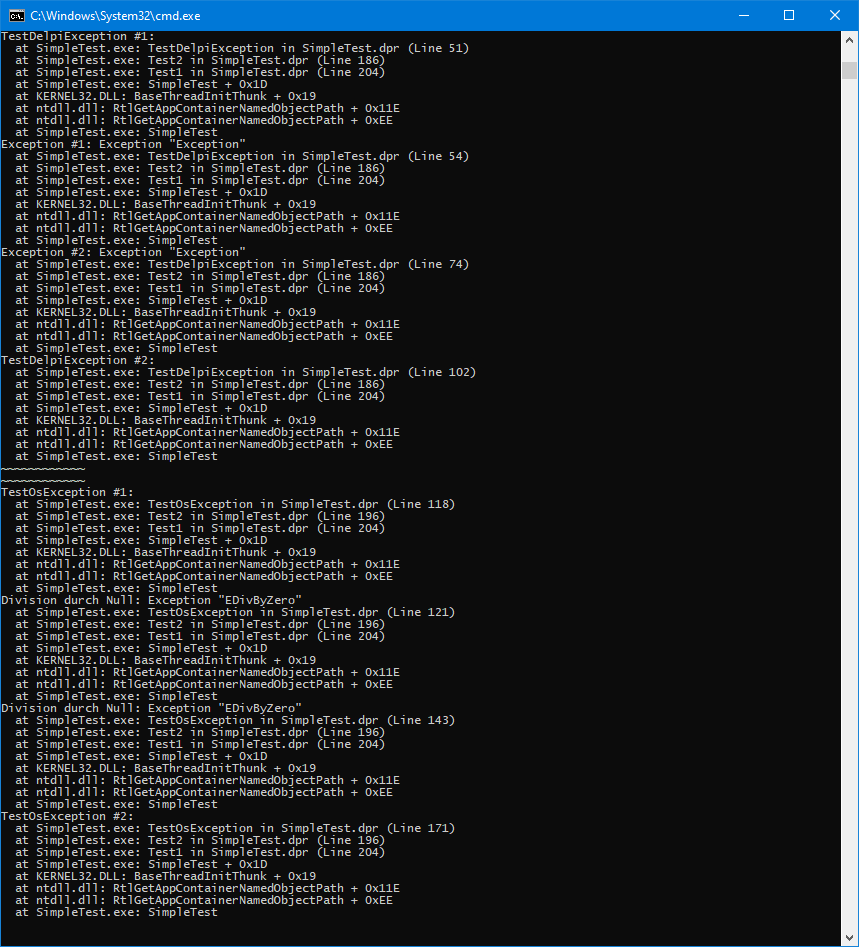 C:\Windows\System32\cmd.exe
TestDelpiException #1:
  at SimpleTest.exe: TestDelpiException in SimpleTest.dpr (Line 51)
  at SimpleTest.exe: Test2 in SimpleTest.dpr (Line 186)
  at SimpleTest.exe: Test1 in SimpleTest.dpr (Line 204)
  at SimpleTest.exe: SimpleTest + 0x1D
  at KERNEL32.DLL: BaseThreadInitThunk + 0x19
  at ntdll.dll: RtlGetAppContainerNamedObjectPath + 0x11E
  at ntdll.dll: RtlGetAppContainerNamedObjectPath + 0xEE
  at SimpleTest.exe: SimpleTest
Exception #1: Exception "Exception"
  at SimpleTest.exe: TestDelpiException in SimpleTest.dpr (Line 54)
  at SimpleTest.exe: Test2 in SimpleTest.dpr (Line 186)
  at SimpleTest.exe: Test1 in SimpleTest.dpr (Line 204)
  at SimpleTest.exe: SimpleTest + 0x1D
  at KERNEL32.DLL: BaseThreadInitThunk + 0x19
  at ntdll.dll: RtlGetAppContainerNamedObjectPath + 0x11E
  at ntdll.dll: RtlGetAppContainerNamedObjectPath + 0xEE
  at SimpleTest.exe: SimpleTest
Exception #2: Exception "Exception"
  at SimpleTest.exe: TestDelpiException in SimpleTest.dpr (Line 74)
  at SimpleTest.exe: Test2 in SimpleTest.dpr (Line 186)
  at SimpleTest.exe: Test1 in SimpleTest.dpr (Line 204)
  at SimpleTest.exe: SimpleTest + 0x1D
  at KERNEL32.DLL: BaseThreadInitThunk + 0x19
  at ntdll.dll: RtlGetAppContainerNamedObjectPath + 0x11E
  at ntdll.dll: RtlGetAppContainerNamedObjectPath + 0xEE
  at SimpleTest.exe: SimpleTest
TestDelpiException #2:
  at SimpleTest.exe: TestDelpiException in SimpleTest.dpr (Line 102)
  at SimpleTest.exe: Test2 in SimpleTest.dpr (Line 186)
  at SimpleTest.exe: Test1 in SimpleTest.dpr (Line 204)
  at SimpleTest.exe: SimpleTest + 0x1D
  at KERNEL32.DLL: BaseThreadInitThunk + 0x19
  at ntdll.dll: RtlGetAppContainerNamedObjectPath + 0x11E
  at ntdll.dll: RtlGetAppContainerNamedObjectPath + 0xEE
  at SimpleTest.exe: SimpleTest
~~~~~~~~~~~~
~~~~~~~~~~~~
TestOsException #1:
  at SimpleTest.exe: TestOsException in SimpleTest.dpr (Line 118)
  at SimpleTest.exe: Test2 in SimpleTest.dpr (Line 196)
  at SimpleTest.exe: Test1 in SimpleTest.dpr (Line 204)
  at SimpleTest.exe: SimpleTest + 0x1D
  at KERNEL32.DLL: BaseThreadInitThunk + 0x19
  at ntdll.dll: RtlGetAppContainerNamedObjectPath + 0x11E
  at ntdll.dll: RtlGetAppContainerNamedObjectPath + 0xEE
  at SimpleTest.exe: SimpleTest
Division durch Null: Exception "EDivByZero"
  at SimpleTest.exe: TestOsException in SimpleTest.dpr (Line 121)
  at SimpleTest.exe: Test2 in SimpleTest.dpr (Line 196)
  at SimpleTest.exe: Test1 in SimpleTest.dpr (Line 204)
  at SimpleTest.exe: SimpleTest + 0x1D
  at KERNEL32.DLL: BaseThreadInitThunk + 0x19
  at ntdll.dll: RtlGetAppContainerNamedObjectPath + 0x11E
  at ntdll.dll: RtlGetAppContainerNamedObjectPath + 0xEE
  at SimpleTest.exe: SimpleTest
Division durch Null: Exception "EDivByZero"
  at SimpleTest.exe: TestOsException in SimpleTest.dpr (Line 143)
  at SimpleTest.exe: Test2 in SimpleTest.dpr (Line 196)
  at SimpleTest.exe: Test1 in SimpleTest.dpr (Line 204)
  at SimpleTest.exe: SimpleTest + 0x1D
  at KERNEL32.DLL: BaseThreadInitThunk + 0x19
  at ntdll.dll: RtlGetAppContainerNamedObjectPath + 0x11E
  at ntdll.dll: RtlGetAppContainerNamedObjectPath + 0xEE
  at SimpleTest.exe: SimpleTest
TestOsException #2:
  at SimpleTest.exe: TestOsException in SimpleTest.dpr (Line 171)
  at SimpleTest.exe: Test2 in SimpleTest.dpr (Line 196)
  at SimpleTest.exe: Test1 in SimpleTest.dpr (Line 204)
  at SimpleTest.exe: SimpleTest + 0x1D
  at KERNEL32.DLL: BaseThreadInitThunk + 0x19
  at ntdll.dll: RtlGetAppContainerNamedObjectPath + 0x11E
  at ntdll.dll: RtlGetAppContainerNamedObjectPath + 0xEE
  at SimpleTest.exe: SimpleTest